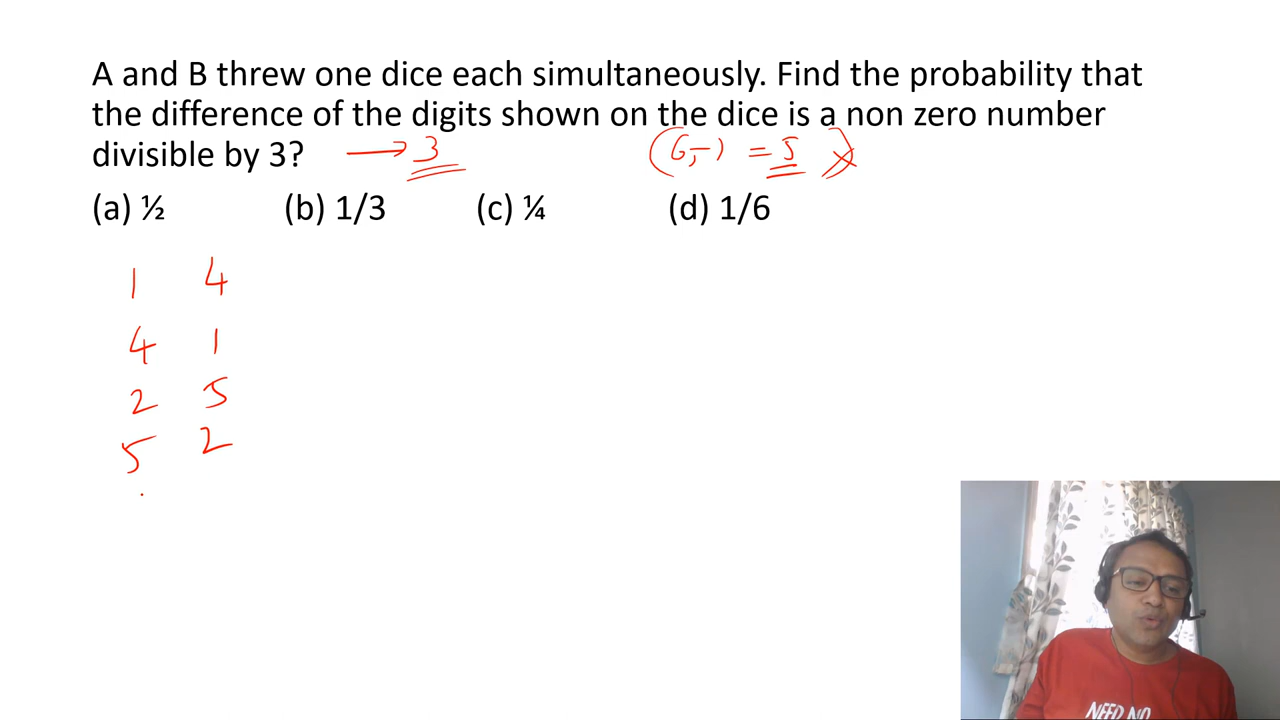 A and B threw one dice each simultaneously. Find the probability that
the difference of the digits shown on the dice is a non zero number
divisible by 3? → 3 (6, -) = 5
(a) ½ (b) 1/3 (c) ¼ (d) 1/6
1 4
4 1
2 5
5 2
NEED NO